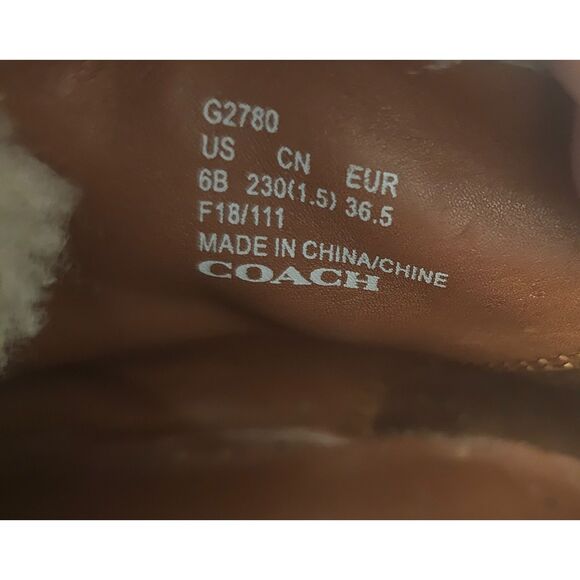 G2780
US CN EUR
6B 230(1.5) 36.5
F18/111
MADE IN CHINA/CHINE
COACH